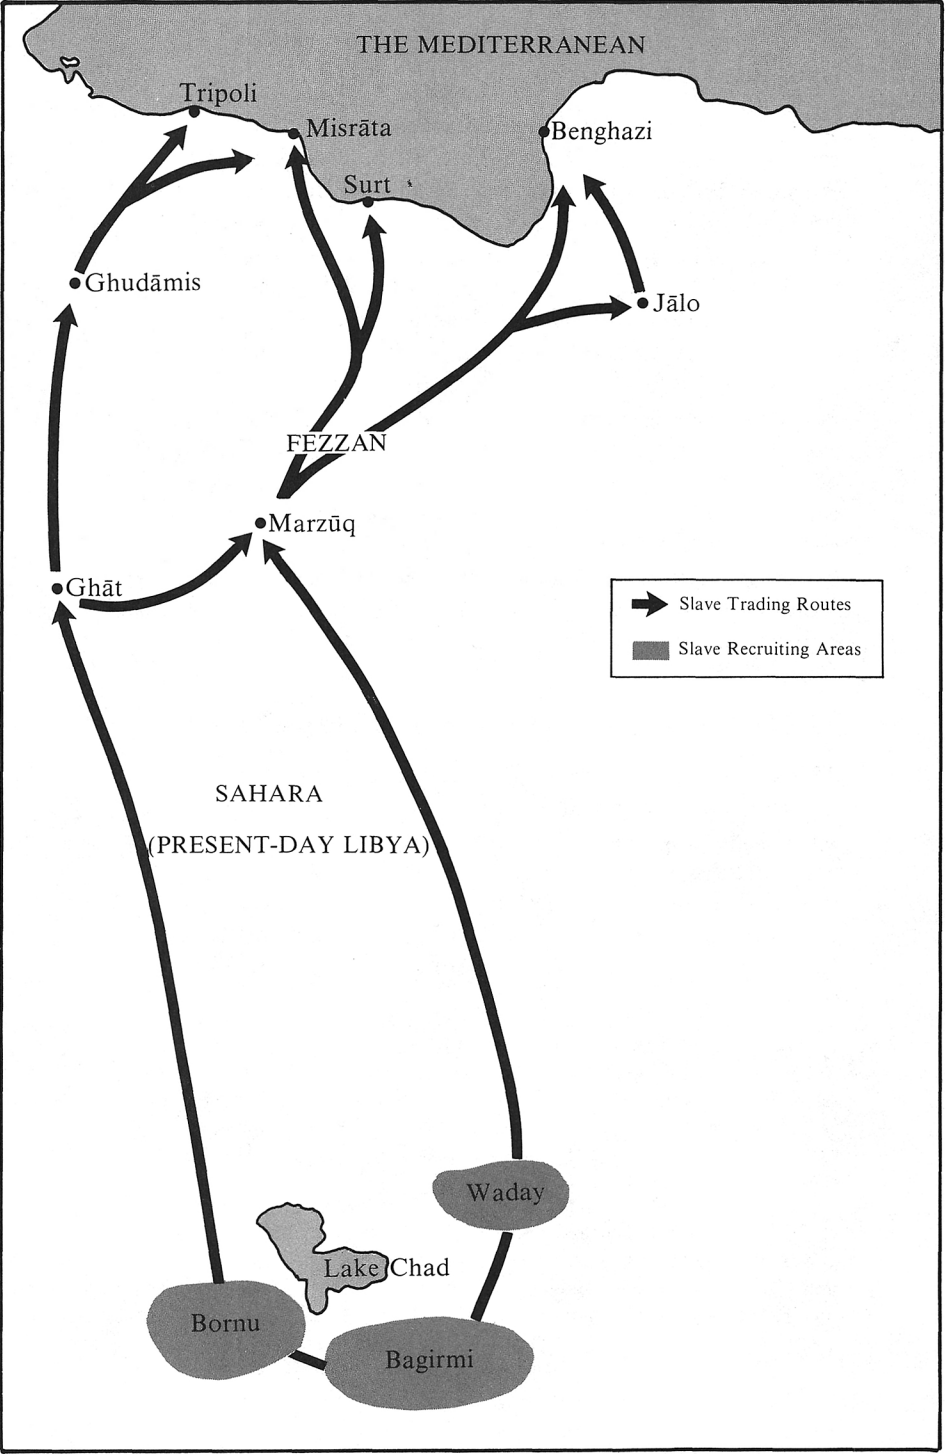 THE MEDITERRANEAN
Tripoli
Misrāta
Benghazi
Surt
Ghudāmis
Jālo
FEZZAN
Marzūq
Ghāt
Slave Trading Routes
Slave Recruiting Areas
SAHARA
(PRESENT-DAY LIBYA)
Waday
Lake Chad
Bornu
Bagirmi